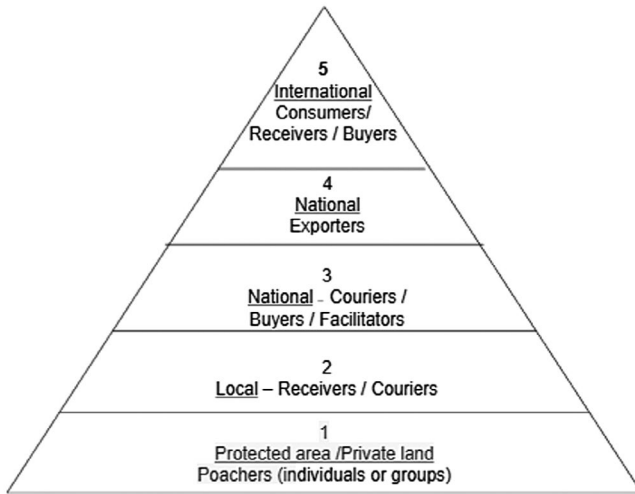 5
International
Consumers/
Receivers / Buyers
4
National
Exporters
3
National - Couriers /
Buyers / Facilitators
2
Local – Receivers / Couriers
1
Protected area /Private land
Poachers (individuals or groups)